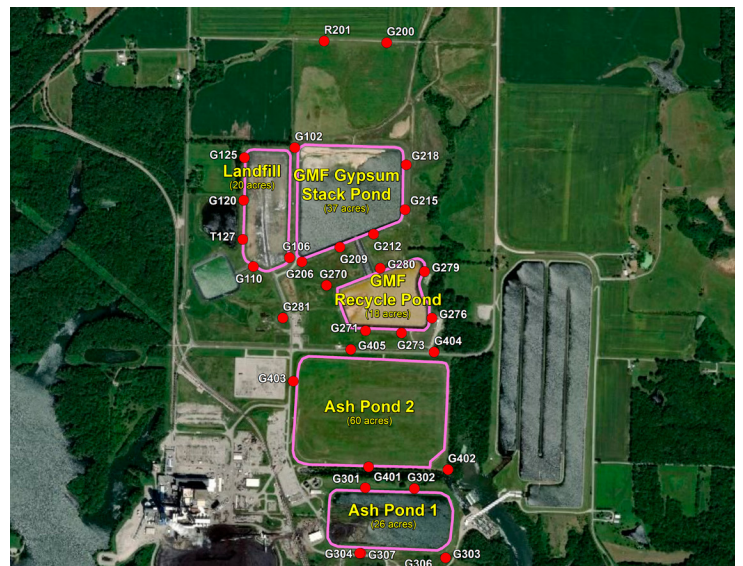 R201
G200
G102
G125
G218
Landfill
(20 acres)
GMF Gypsum
Stack Pond
(37 acres)
G120
G215
T127
G106
G212
G209
G110
G206
G280
G279
G270
GMF
Recycle Pond
(18 acres)
G281
G276
G271
G273
G405
G404
G403
Ash Pond 2
(60 acres)
G402
G401
G301
G302
Ash Pond 1
(26 acres)
G304
G307
G303
G306